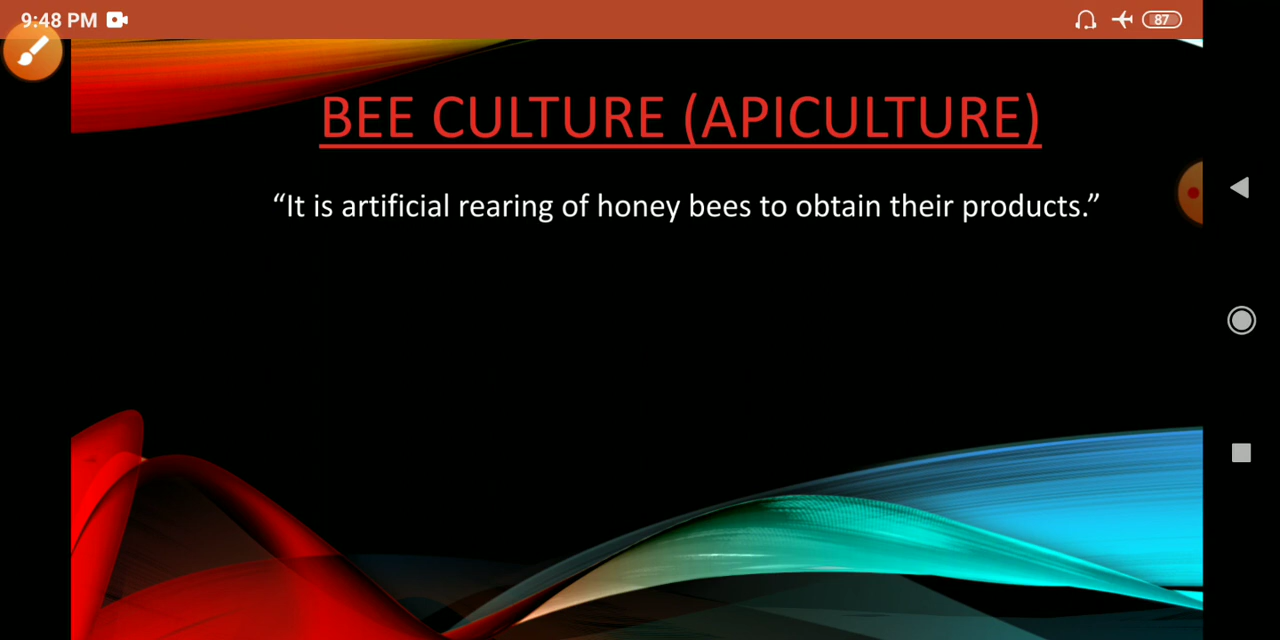 9:48 PM
87
BEE CULTURE (APICULTURE)
“It is artificial rearing of honey bees to obtain their products.”